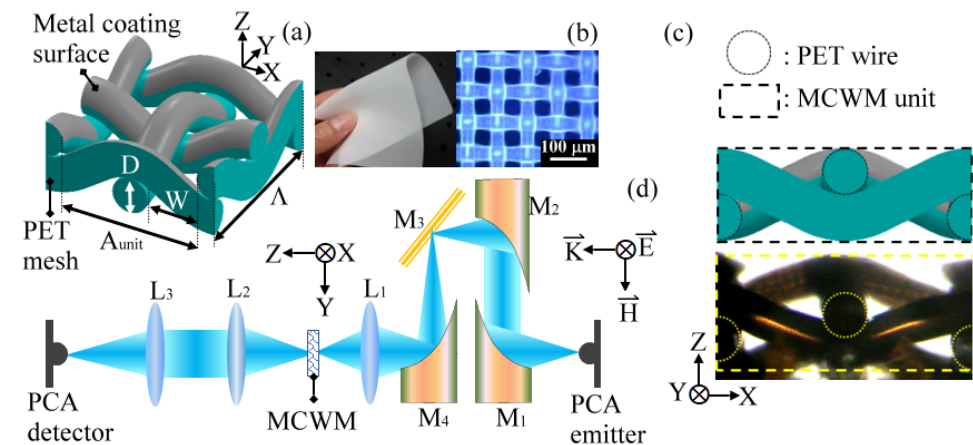 Metal coating
surface
Z
Y
X
(a)
D
W
Λ
A unit
PET
mesh
(b)
100 μm
(c)
: PET wire
: MCWM unit
Z
Y
X
(d)
M2
M3
K
E
H
Z
X
Y
L3
L2
L1
PCA
detector
MCWM
M4
M1
PCA
emitter